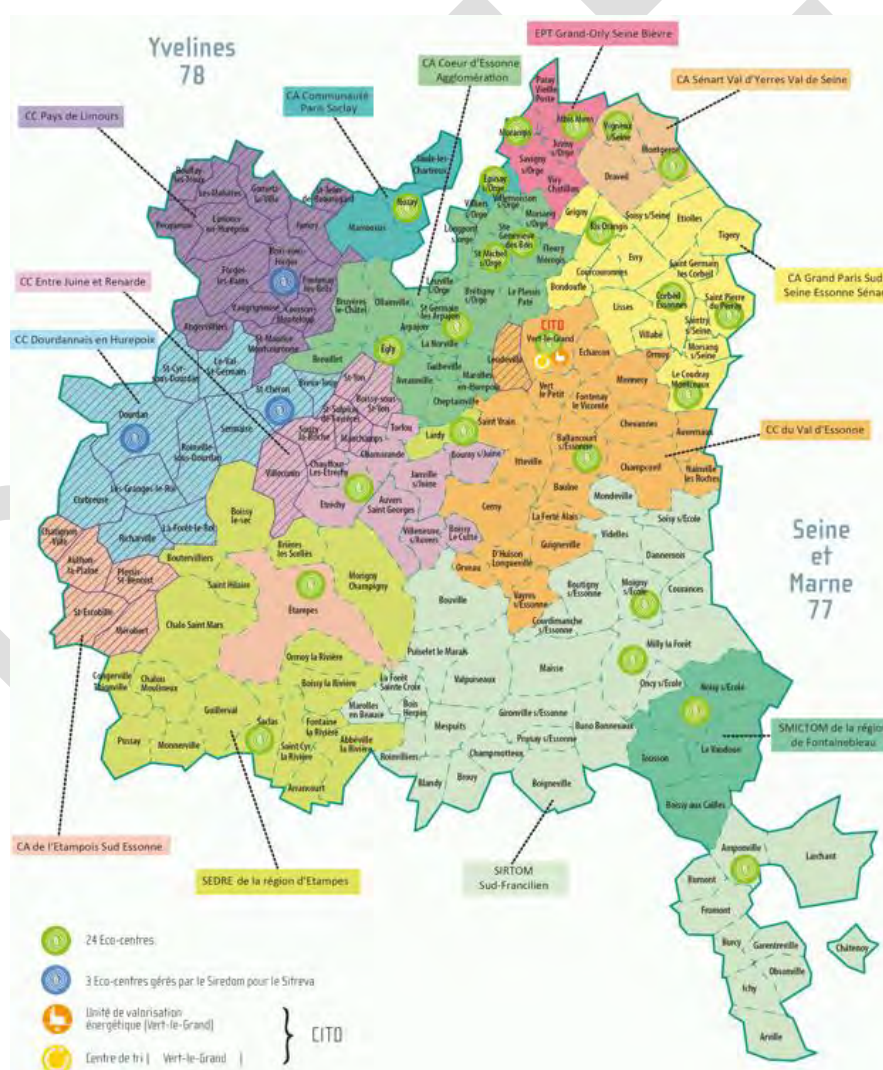 Yvelines
78
EPT Grand-Orly Seine Bièvre
CA Coeur d'Essonne
Agglomération
CA Sénart Val d'Yerres Val de Seine
CA Communauté
Paris Saclay
CC Pays de Limours
Paray
Vieille
Poste
Athis Mons
Vigneux
s/Seine
Morangis
Montgeron
Juvisy
s/Orge
Savigny
s/Orge
Draveil
Viry
Chatillon
Saulx-les-
Chartreux
Nozay
Marcoussis
Les-Molières
Gometz-
la-Ville
Pecqueuse
Limours
en-Hurepoix
Janvry
Forges-
les-Bains
Fontenay
les-Briis
Vaugrigneuse
Angervilliers
St-Maurice
Montcouronne
Epinay
s/Orge
Villemoisson
s/Orge
Villiers
s/Orge
Morsang
s/Orge
Longpont
s/orge
Ste
Geneviève
des Bois
St Michel
s/Orge
Fleury
Merogis
Grigny
Ris Orangis
Soisy s/Seine
Etiolles
Tigery
Evry
Courcouronnes
Saint Germain
les Corbeil
Bondoufle
CA Grand Paris Sud
Seine Essonne Sénart
Corbeil
Essonnes
Saint Pierre
du Perray
Lisses
Saintry
s/Seine
Villabé
Morsang
s/Seine
Ormoy
Le Coudray
Montceaux
CC Entre Juine et Renarde
Leuville
s/Orge
Brétigny
s/Orge
Le Plessis
Paté
Bruyères
le-Châtel
Ollainville
St Germain
les Arpajon
Arpajon
La Norville
Egly
Breuillet
Guibeville
Avrainville
Marolles
en-Hurepoix
Cheptainville
CITD
Vert-le-Grand
Leudeville
Echarcon
Vert
le Petit
Mennecy
Fontenay
le Vicomte
CC Dourdannais en Hurepoix
St-Cyr-
sous-Dourdan
Le-Val
St-Germain
St-Chéron
Breux-Jouy
Dourdan
Sermaise
Roinville-
sous-Dourdan
Les-Granges-le-Roi
Corbreuse
La-Forêt-le-Roi
Richarville
St-Yon
Boissy-sous
St-Yon
St-Sulpice
de-Favières
Souzy-
la-Briche
Mauchamps
Torfou
Villeconin
Chauffour
Les-Étrechy
Chamarande
Lardy
Saint Vrain
Bouray s/Juine
Janville
s/Juine
Etréchy
Auvers
Saint Georges
Villeneuve
s/Auvers
Boissy
Le Cutté
CC du Val d'Essonne
Chevannes
Auvernaux
Ballancourt
s/Essonne
Champcueil
Nainville
les Roches
Itteville
Baulne
Cerny
La Ferté Alais
Guigneville
D'Huison
Longueville
Orveau
Vayres
s/Essonne
Mondeville
Soisy s/Ecole
Videlles
Dannemois
Boutigny
s/Essonne
Moigny
s/Ecole
Courances
Courdimanche
s/Essonne
Milly la Forêt
Oncy s/Ecole
Seine
et
Marne
77
Boissy
le-sec
Chatignonville
Authon
la-Plaine
Plessis-
St-Benoist
St-Escobille
Mérobert
Boutervilliers
Brières
les Scellés
Saint Hilaire
Morigny
Champigny
Étampes
Chalo Saint Mars
Ormoy la Rivière
Boissy la Rivière
Congerville
Thionville
Chalou
Moulineux
Guillerval
Saclas
Fontaine
la Rivière
Abbéville
la Rivière
Pussay
Monnerville
Saint Cyr
la Rivière
Arrancourt
Bouville
Puiselet le Marais
La Forêt
Sainte Croix
Valpuiseaux
Maisse
Marolles
en Beauce
Bois
Herpin
Gironville s/Essonne
Mespuits
Prunay s/Essonne
Buno Bonnevaux
Roinvilliers
Champmotteux
Blandy
Brouy
Boigneville
Noisy s/Ecole
Le Vaudoue
Tousson
Boissy aux Cailles
SMICTOM de la région
de Fontainebleau
CA de l'Etampois Sud Essonne
SEDRE de la région d'Etampes
SIRTOM
Sud-Francilien
Amponville
Larchant
Rumont
Fromont
Burcy
Garentreville
Châtenoy
Obsonville
Ichy
Arville
24 Eco-centres
3 Eco-centres gérés par le Siredom pour le Sitreva
Unité de valorisation
énergétique (Vert-le-Grand)
CITD
Centre de tri ( Vert-le-Grand )